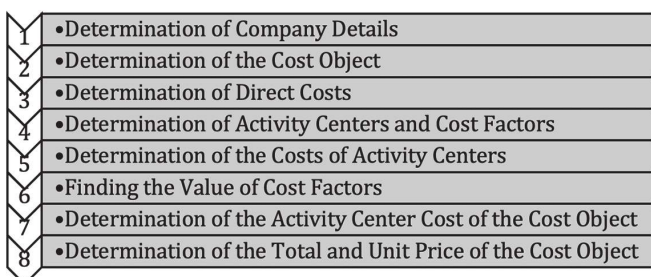 1 •Determination of Company Details
2 •Determination of the Cost Object
3 •Determination of Direct Costs
4 •Determination of Activity Centers and Cost Factors
5 •Determination of the Costs of Activity Centers
6 •Finding the Value of Cost Factors
7 •Determination of the Activity Center Cost of the Cost Object
8 •Determination of the Total and Unit Price of the Cost Object